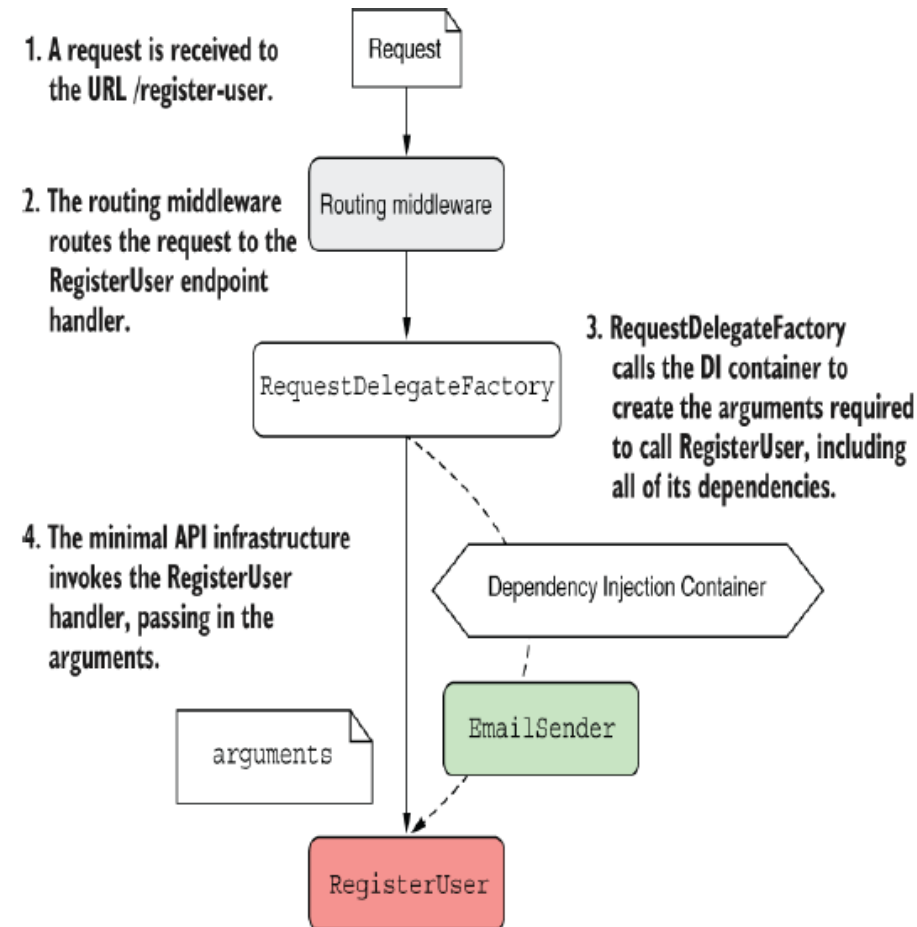 Request
1. A request is received to
the URL /register-user.
Routing middleware
2. The routing middleware
routes the request to the
RegisterUser endpoint
handler.
RequestDelegateFactory
3. RequestDelegateFactory
calls the DI container to
create the arguments required
to call RegisterUser, including
all of its dependencies.
4. The minimal API infrastructure
invokes the RegisterUser
handler, passing in the
arguments.
Dependency Injection Container
EmailSender
arguments
RegisterUser